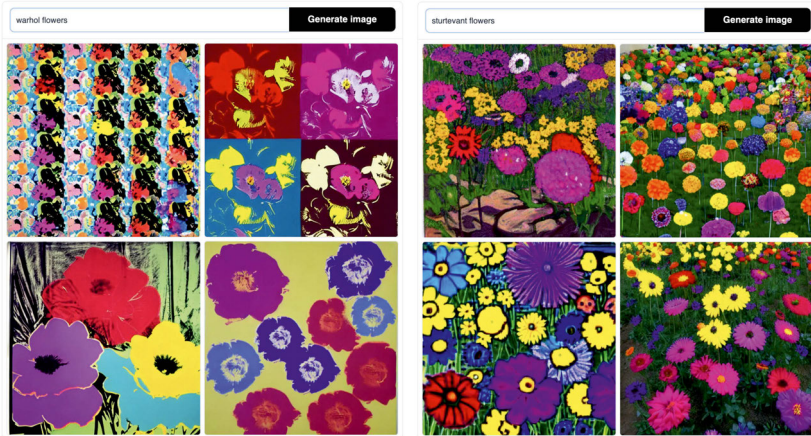 warhol flowers
Generate image
sturtevant flowers
Generate image